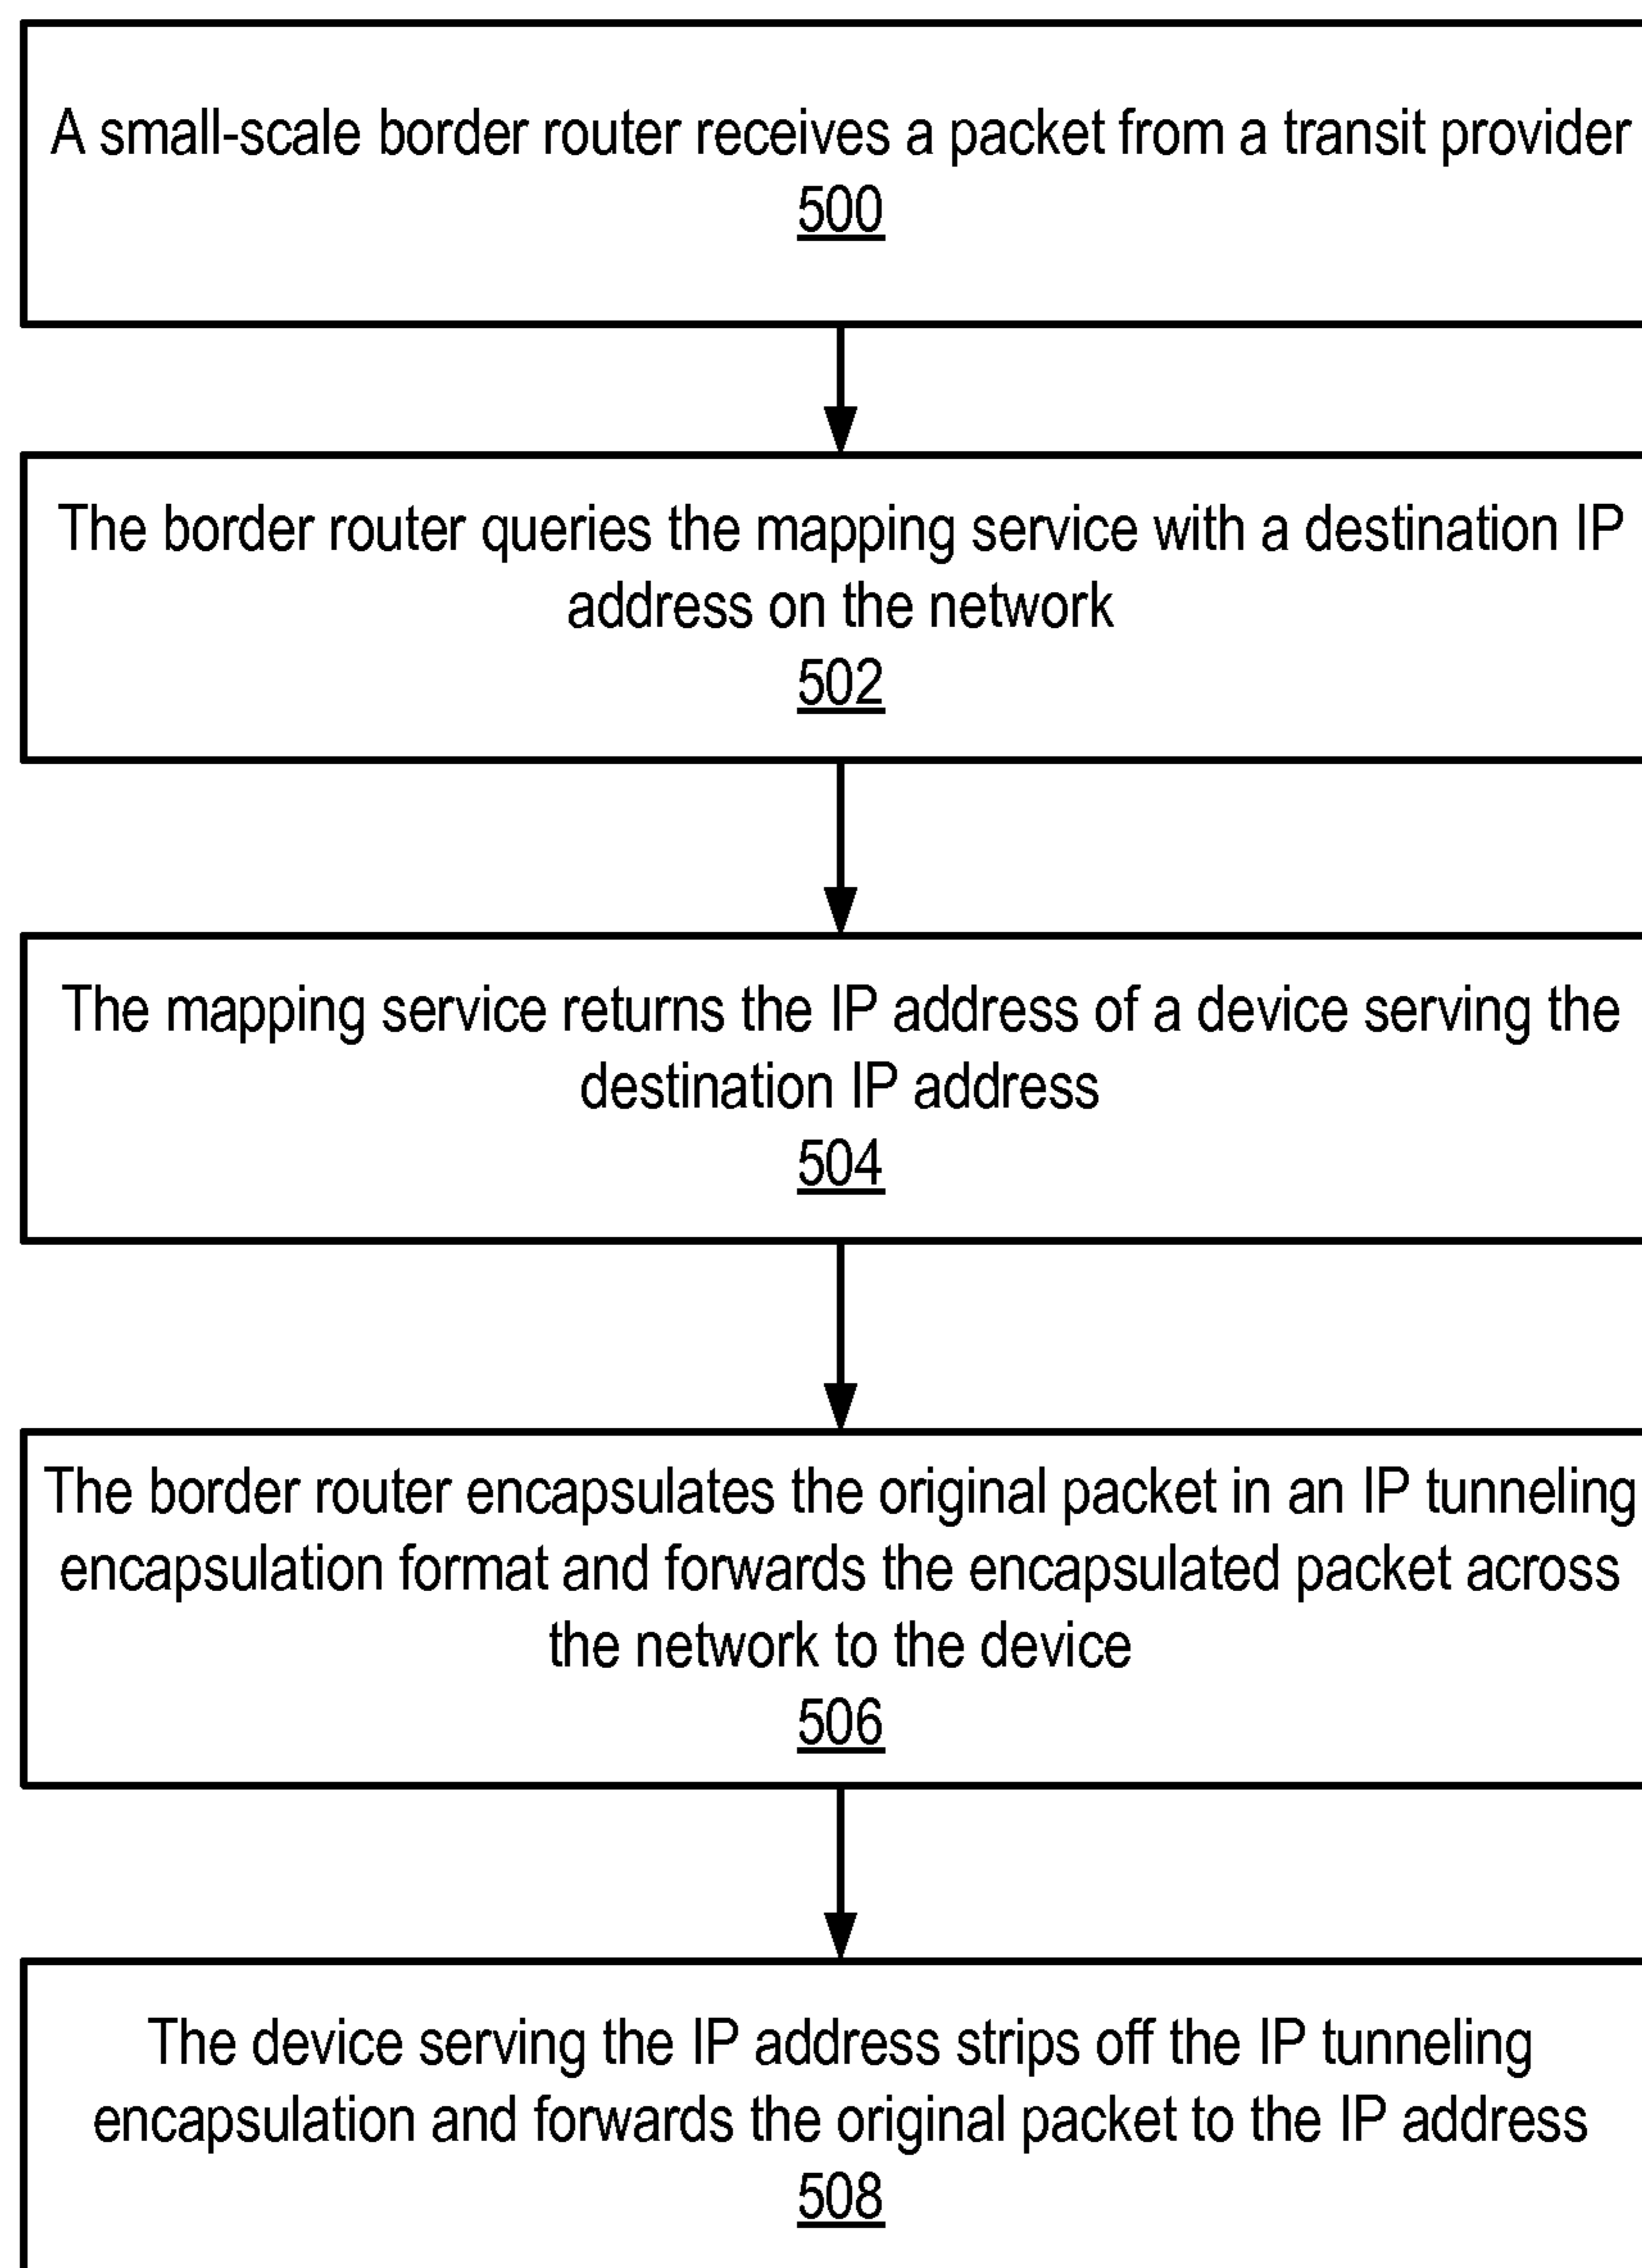 A small-scale border router receives a packet from a transit provider
500
The border router queries the mapping service with a destination IP
address on the network
502
The mapping service returns the IP address of a device serving the
destination IP address
504
The border router encapsulates the original packet in an IP tunneling
encapsulation format and forwards the encapsulated packet across
the network to the device
506
The device serving the IP address strips off the IP tunneling
encapsulation and forwards the original packet to the IP address
508